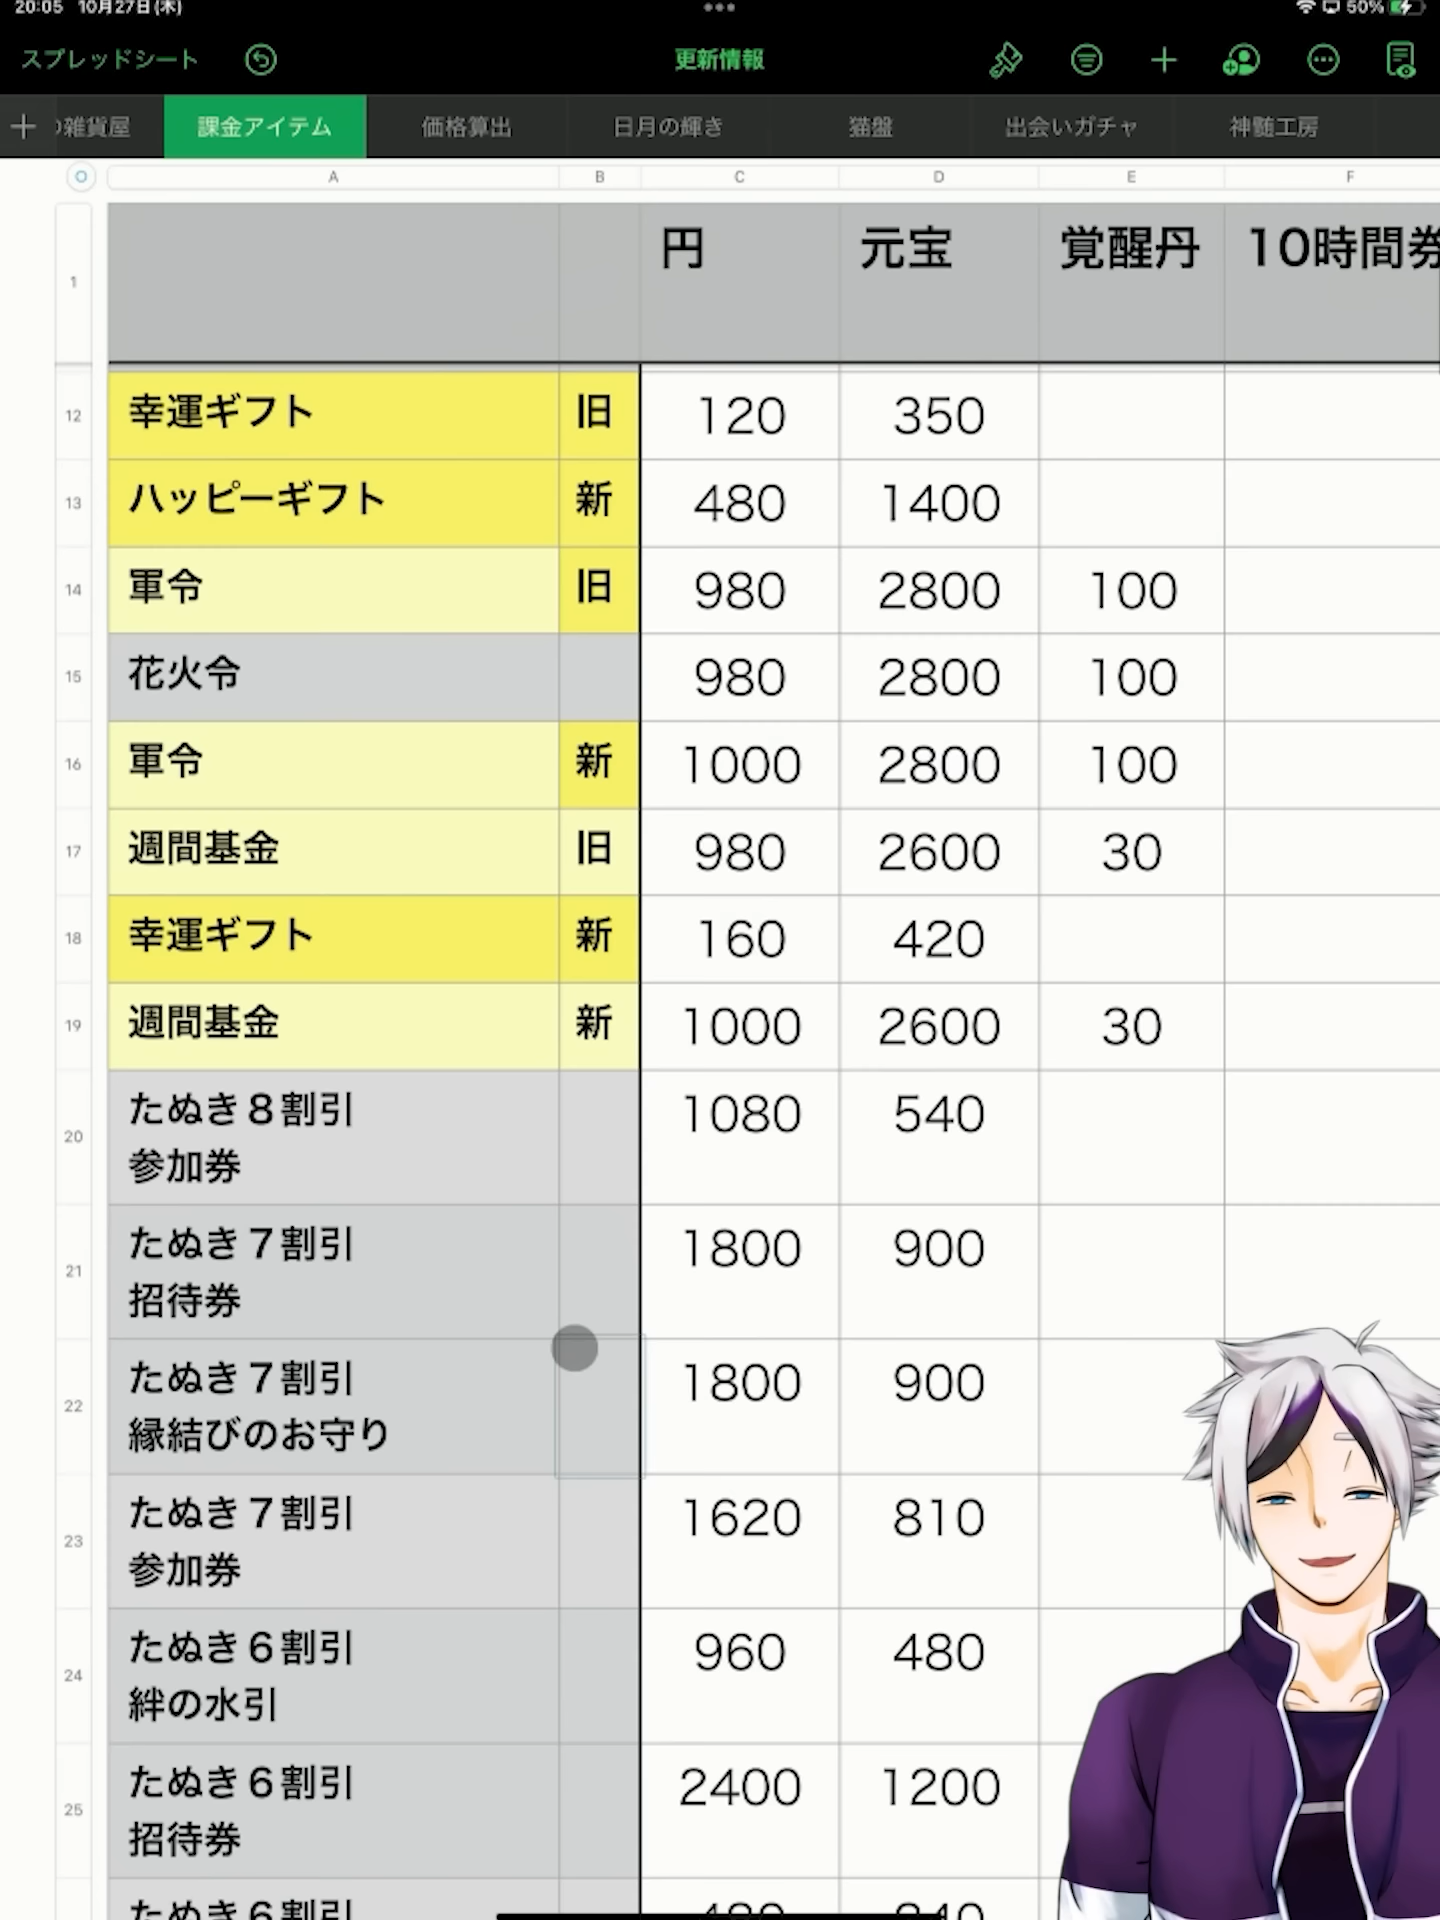 20:05 10月27日(木)
50%
スプレッドシート
更新情報
雑貨屋
課金アイテム
価格算出
日月の輝き
猫盤
出会いガチャ
神髄工房
A B C D E F
1 円 元宝 覚醒丹 10時間券
12 幸運ギフト 旧 120 350
13 ハッピーギフト 新 480 1400
14 軍令 旧 980 2800 100
15 花火令 980 2800 100
16 軍令 新 1000 2800 100
17 週間基金 旧 980 2600 30
18 幸運ギフト 新 160 420
19 週間基金 新 1000 2600 30
20 たぬき８割引 1080 540
参加券
21 たぬき７割引 1800 900
招待券
22 たぬき７割引 1800 900
縁結びのお守り
23 たぬき７割引 1620 810
参加券
24 たぬき６割引 960 480
絆の水引
25 たぬき６割引 2400 1200
招待券
たぬき６割引